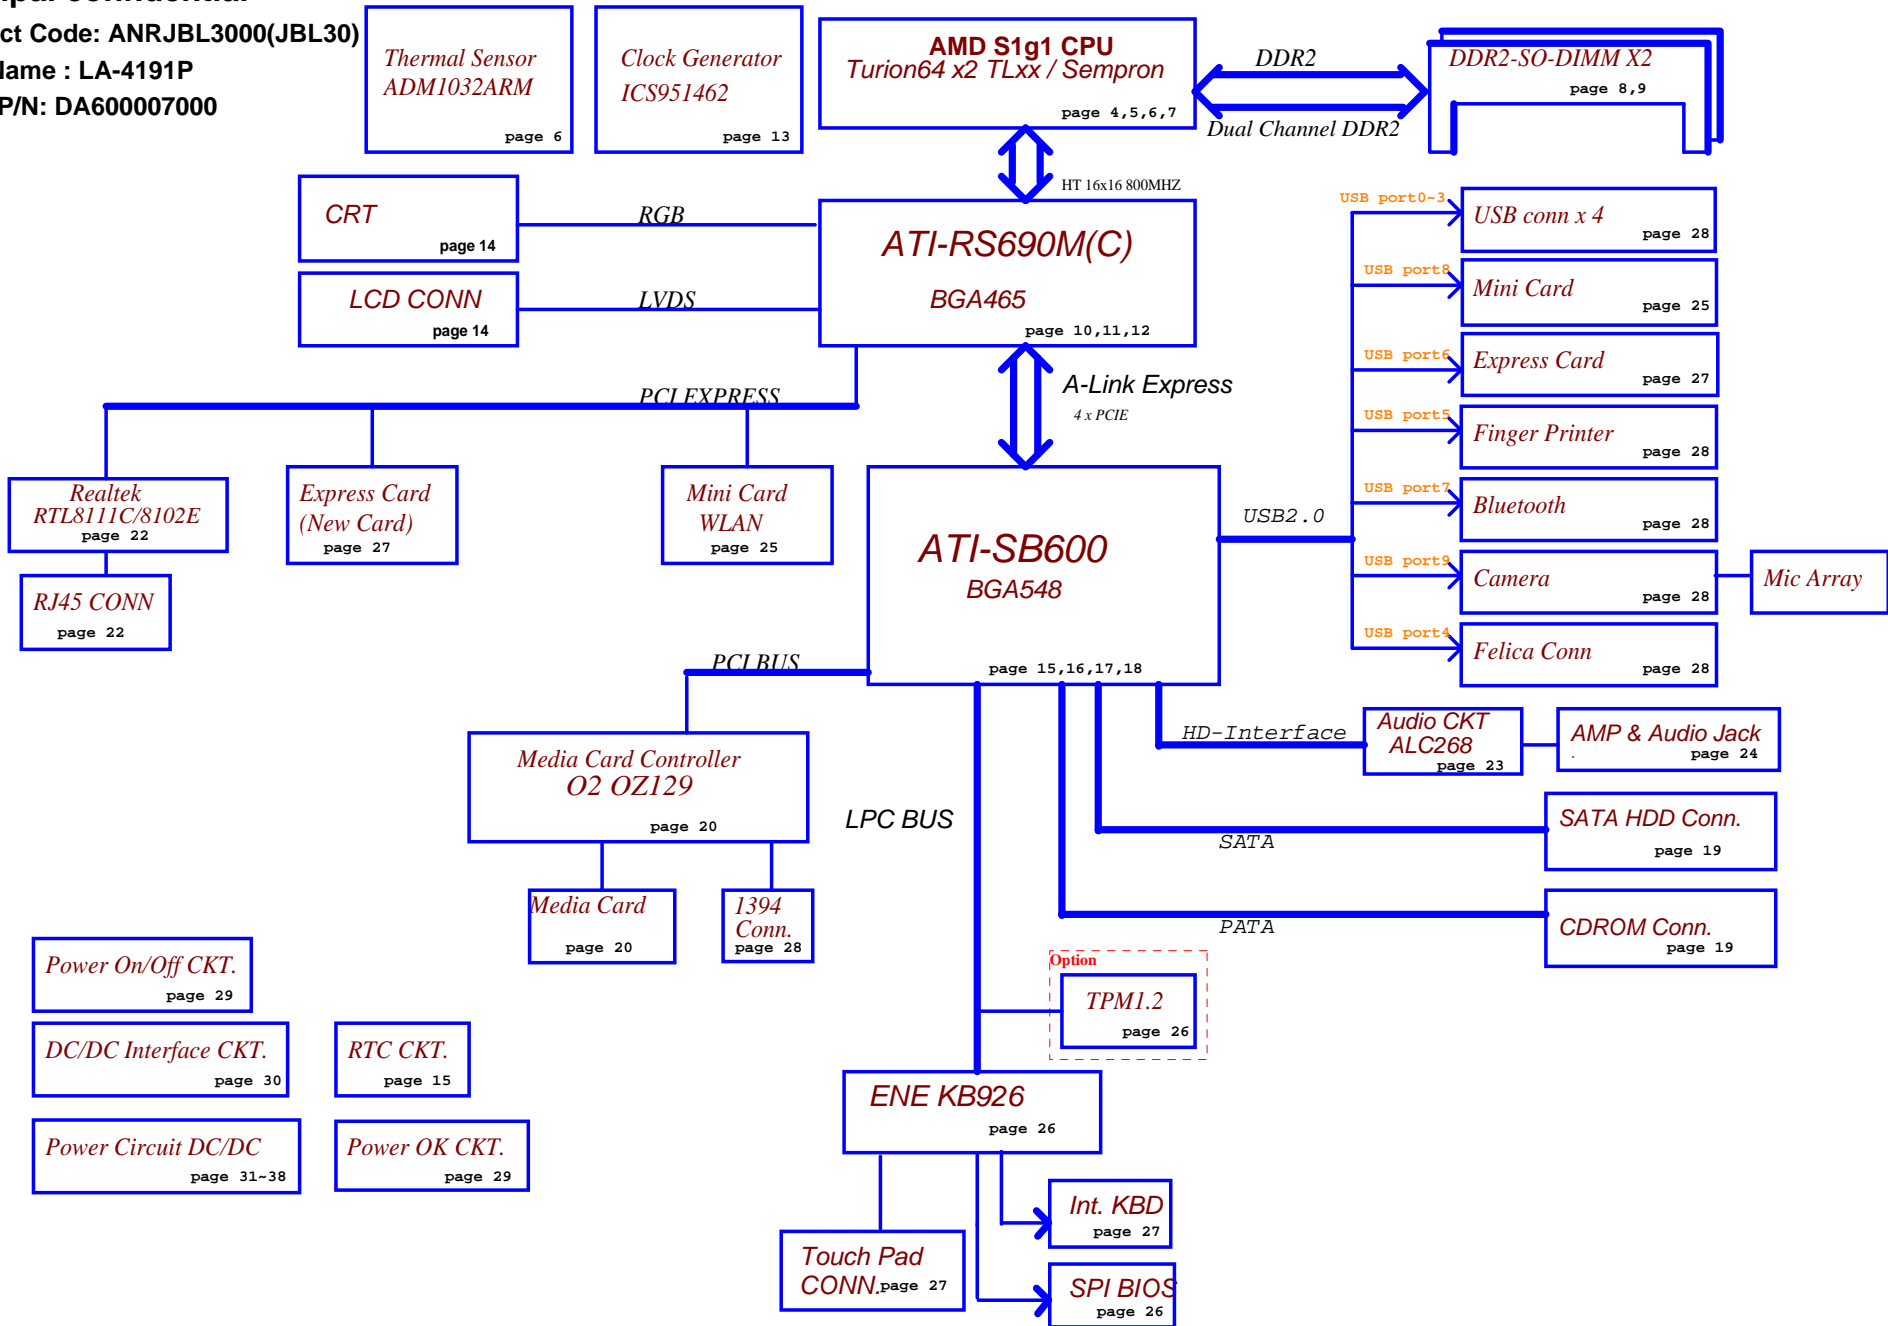 ct Code: ANRJBL3000(JBL30)
lame : LA-4191P
P/N: DA600007000
Thermal Sensor
ADM1032ARM
page 6
Clock Generator
ICS951462
page 13
AMD S1g1 CPU
Turion64 x2 TLxx / Sempron
page 4,5,6,7
DDR2
Dual Channel DDR2
DDR2-SO-DIMM X2
page 8,9
HT 16x16 800MHZ
CRT
page 14
RGB
LCD CONN
page 14
LVDS
ATI-RS690M(C)
BGA465
page 10,11,12
A-Link Express
4 x PCIE
PCI EXPRESS
Realtek
RTL8111C/8102E
page 22
RJ45 CONN
page 22
Express Card
(New Card)
page 27
Mini Card
WLAN
page 25
ATI-SB600
BGA548
page 15,16,17,18
USB2.0
USB port0~3
USB conn x 4
page 28
USB port8
Mini Card
page 25
USB port6
Express Card
page 27
USB port5
Finger Printer
page 28
USB port7
Bluetooth
page 28
USB port9
Camera
page 28
Mic Array
USB port4
Felica Conn
page 28
PCI BUS
Media Card Controller
O2 OZ129
page 20
Media Card
page 20
1394
Conn.
page 28
HD-Interface
Audio CKT
ALC268
page 23
AMP & Audio Jack
page 24
LPC BUS
SATA
SATA HDD Conn.
page 19
PATA
CDROM Conn.
page 19
Option
TPM1.2
page 26
ENE KB926
page 26
Int. KBD
page 27
Touch Pad
CONN.
page 27
SPI BIOS
page 26
Power On/Off CKT.
page 29
DC/DC Interface CKT.
page 30
RTC CKT.
page 15
Power Circuit DC/DC
page 31~38
Power OK CKT.
page 29